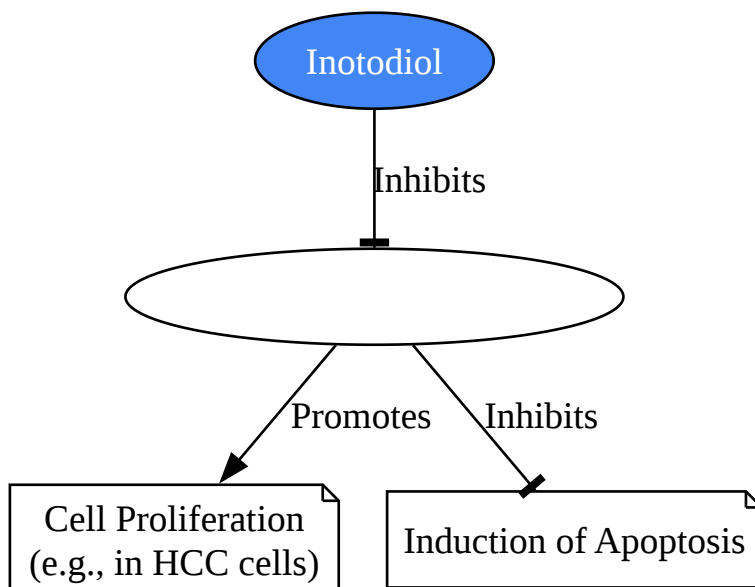 Inotodiol
Inhibits
Promotes
Inhibits
Cell Proliferation
(e.g., in HCC cells)
Induction of Apoptosis